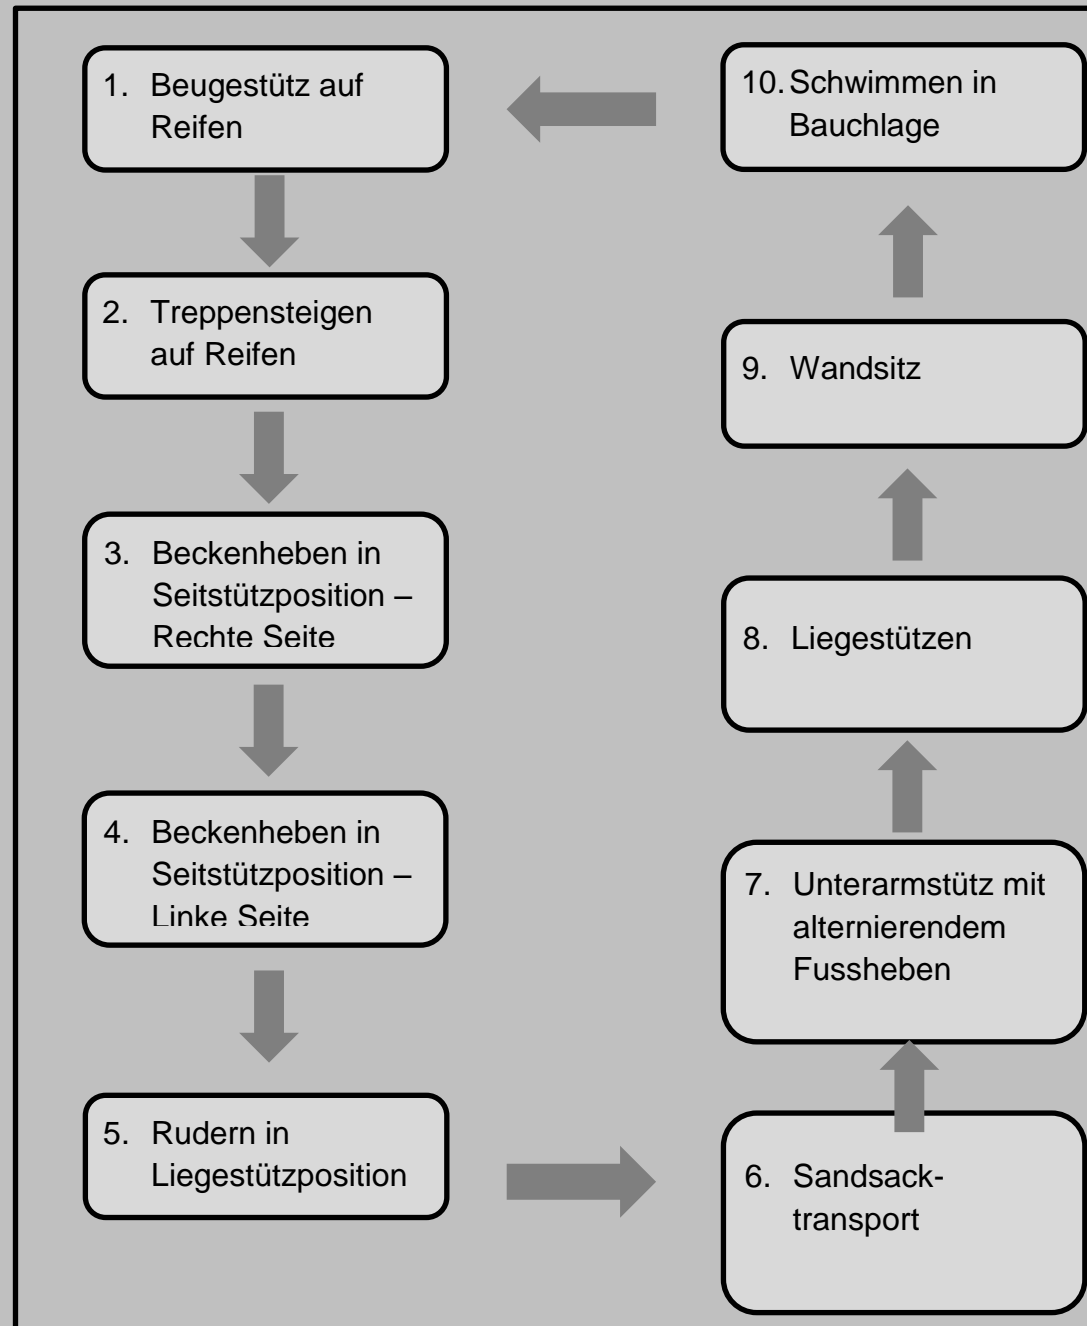 1. Beugestütz auf
Reifen
2. Treppensteigen
auf Reifen
3. Beckenheben in
Seitstützposition –
Rechte Seite
4. Beckenheben in
Seitstützposition –
Linke Seite
5. Rudern in
Liegestützposition
6. Sandsack-
transport
7. Unterarmstütz mit
alternierendem
Fussheben
8. Liegestützen
9. Wandsitz
10. Schwimmen in
Bauchlage